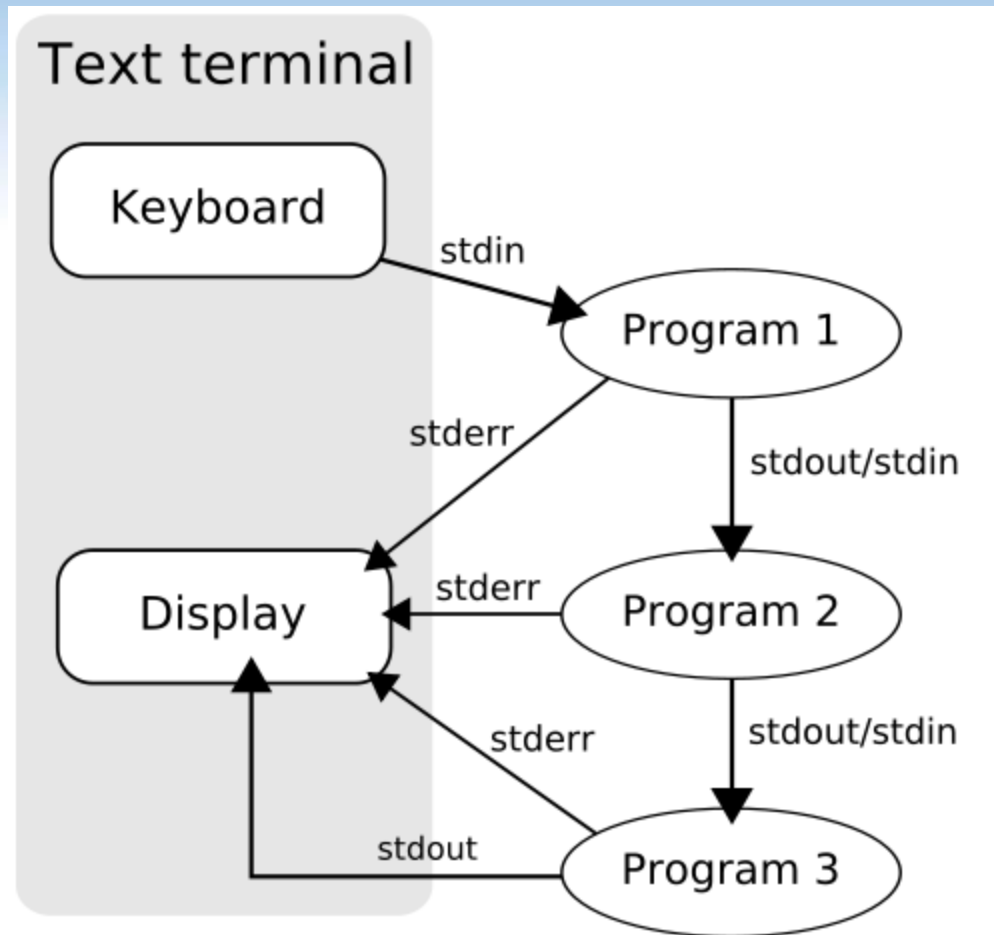 Text terminal
Keyboard
stdin
Program 1
stderr
stdout/stdin
stderr
Display
Program 2
stdout/stdin
stderr
stdout
Program 3